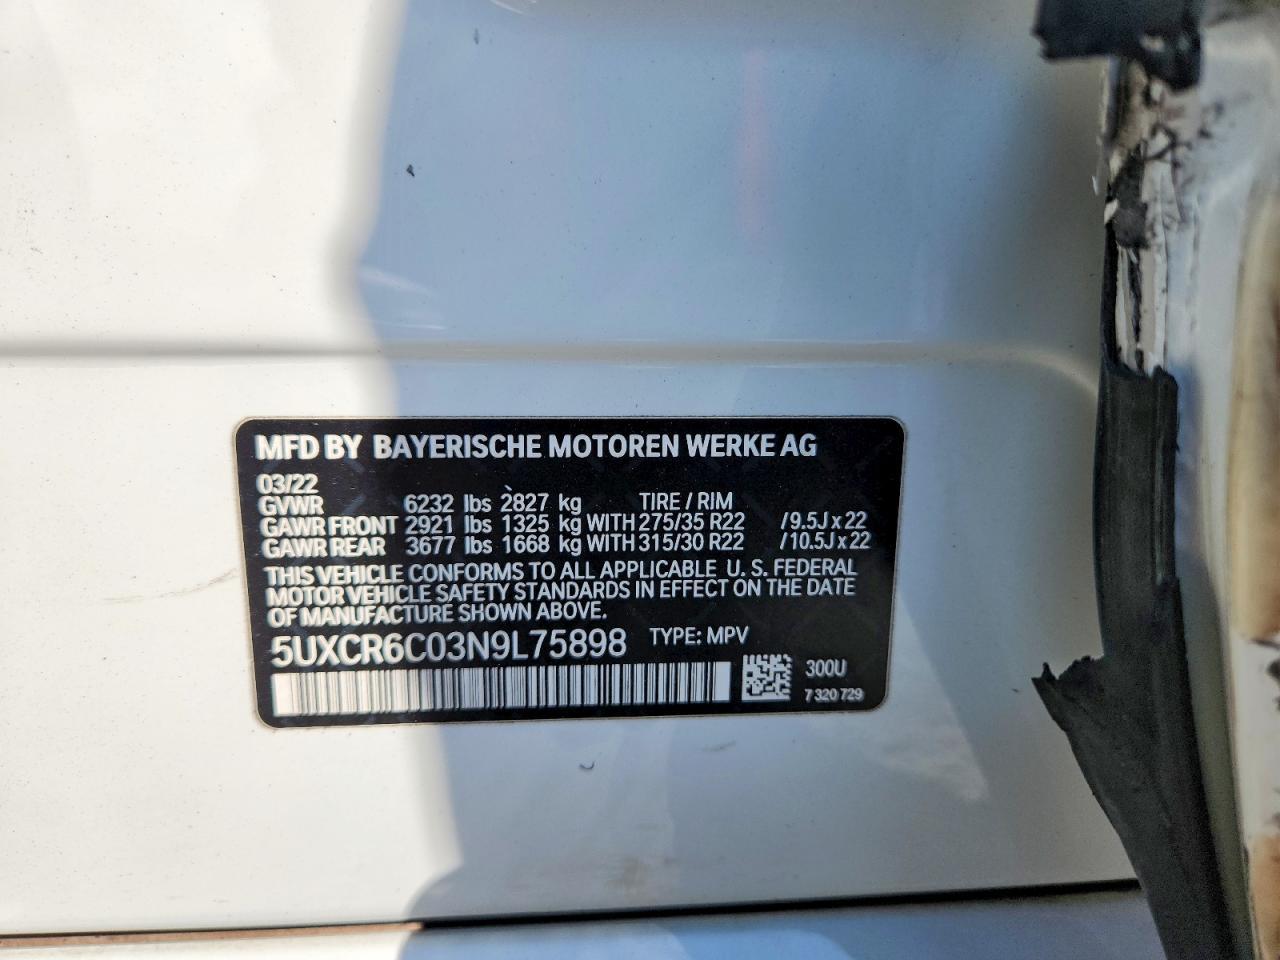 MFD BY BAYERISCHE MOTOREN WERKE AG
03/22
GVWR 6232 lbs 2827 kg TIRE / RIM
GAWR FRONT 2921 lbs 1325 kg WITH 275/35 R22 /9.5J x 22
GAWR REAR 3677 lbs 1668 kg WITH 315/30 R22 /10.5J x 22
THIS VEHICLE CONFORMS TO ALL APPLICABLE U. S. FEDERAL
MOTOR VEHICLE SAFETY STANDARDS IN EFFECT ON THE DATE
OF MANUFACTURE SHOWN ABOVE.
5UXCR6C03N9L75898 TYPE: MPV
300U
7 320 729